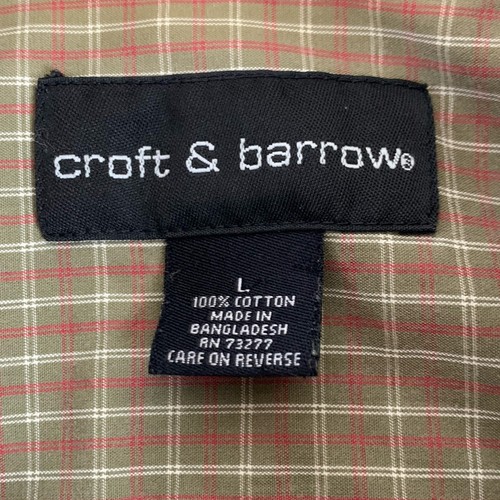 croft & barrow®
L
100% COTTON
MADE IN
BANGLADESH
RN 73277
CARE ON REVERSE